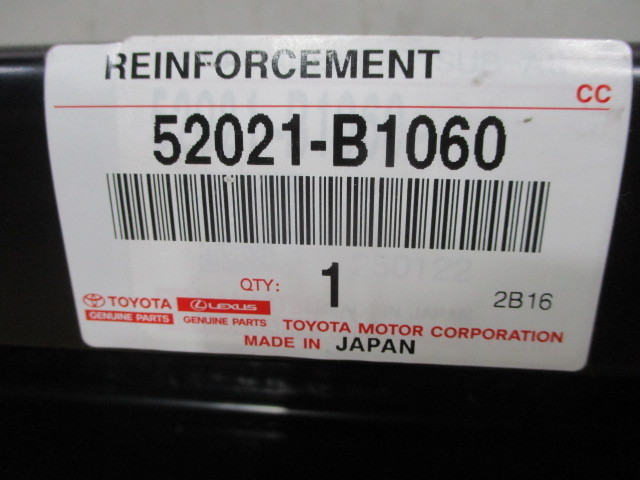 REINFORCEMENT
CC
52021-B1060
QTY: 1
2B16
TOYOTA
GENUINE PARTS
LEXUS
GENUINE PARTS
TOYOTA MOTOR CORPORATION
MADE IN JAPAN